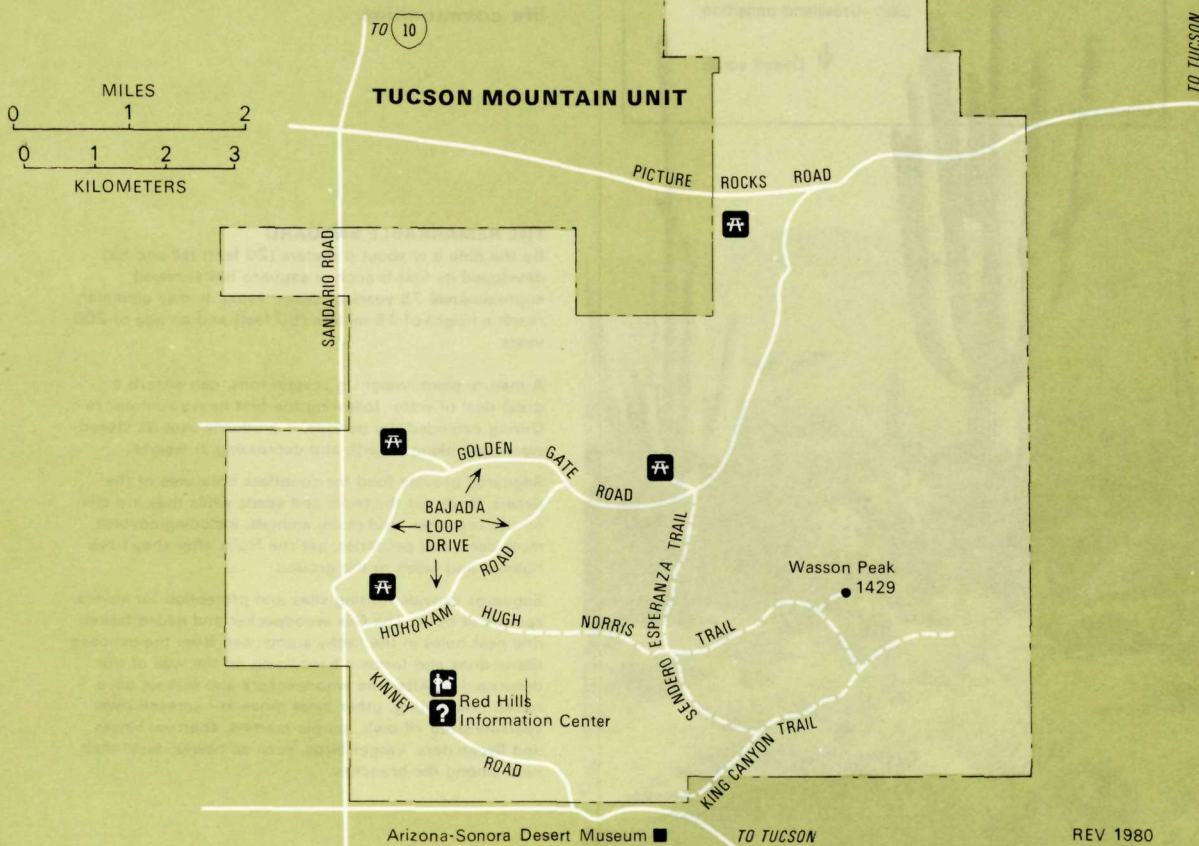 TO 10
TO TUCSON
MILES
0 1 2
0 1 2 3
KILOMETERS
TUCSON MOUNTAIN UNIT
PICTURE ROCKS ROAD
SANDARIO ROAD
GOLDEN GATE ROAD
BAJADA
LOOP
DRIVE
ROAD
HOHOKAM
HUGH NORRIS TRAIL
SENDERO ESPERANZA TRAIL
Wasson Peak
1429
KINNEY ROAD
?
Red Hills
Information Center
KING CANYON TRAIL
Arizona-Sonora Desert Museum
TO TUCSON
REV 1980